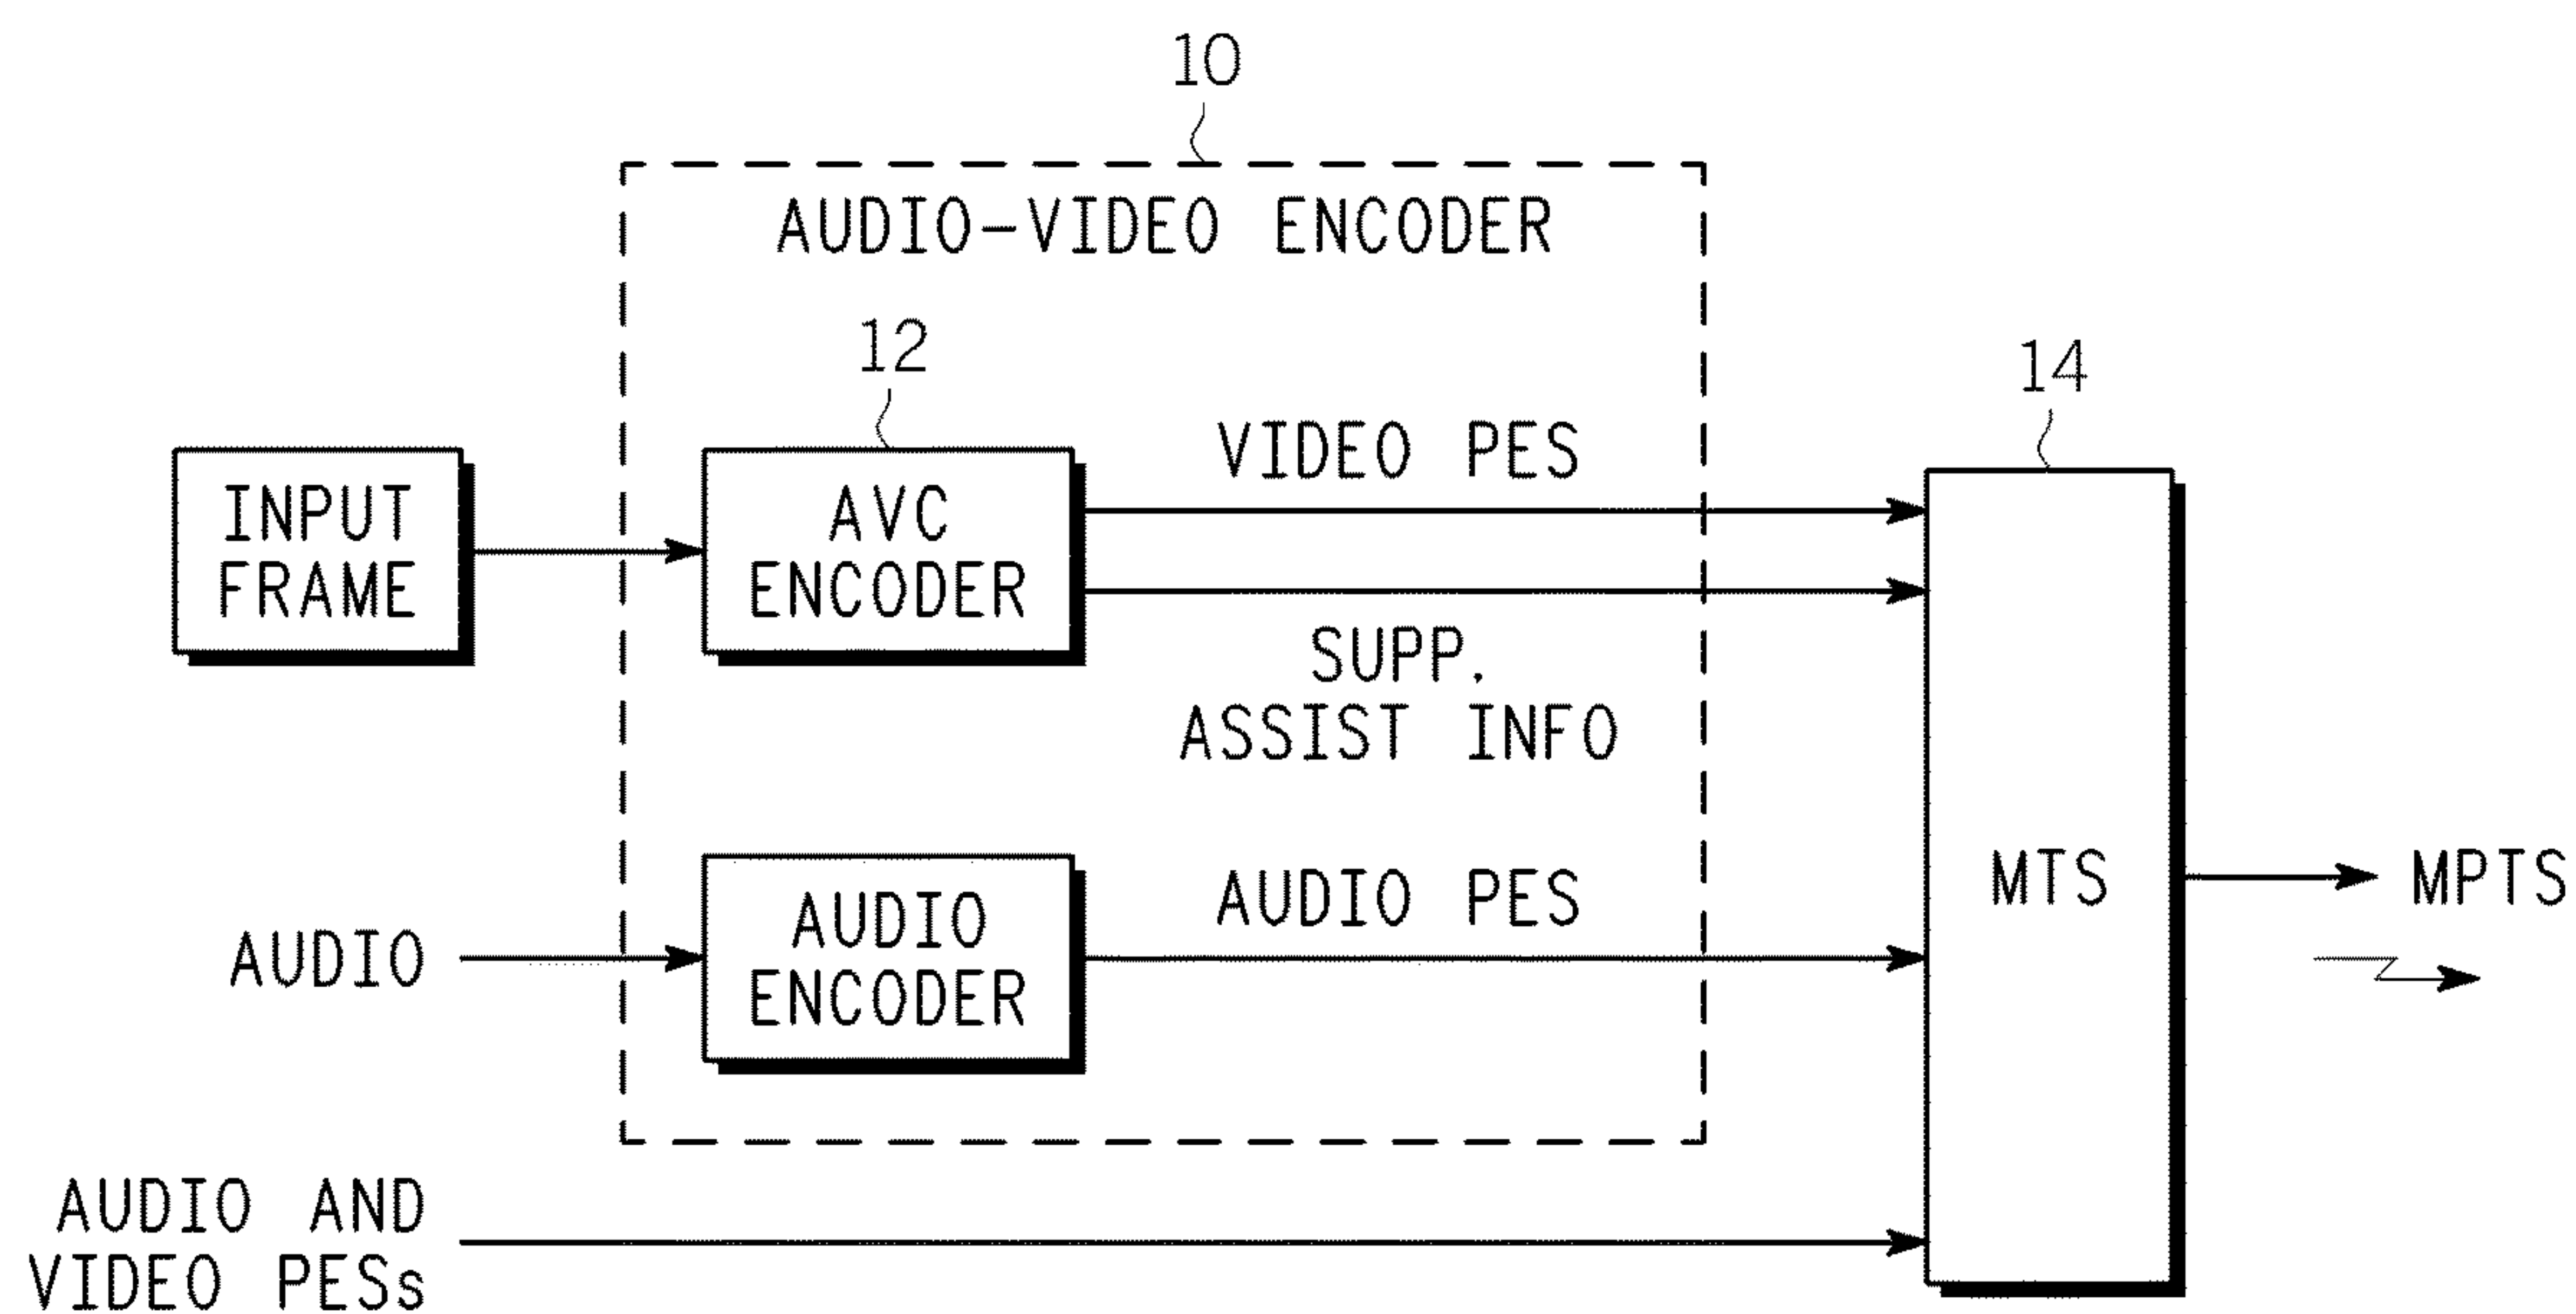 10
AUDIO-VIDEO ENCODER
12
14
VIDEO PES
INPUT
FRAME
AVC
ENCODER
SUPP.
ASSIST INFO
AUDIO PES
MTS
MPTS
AUDIO
AUDIO
ENCODER
AUDIO AND
VIDEO PESs